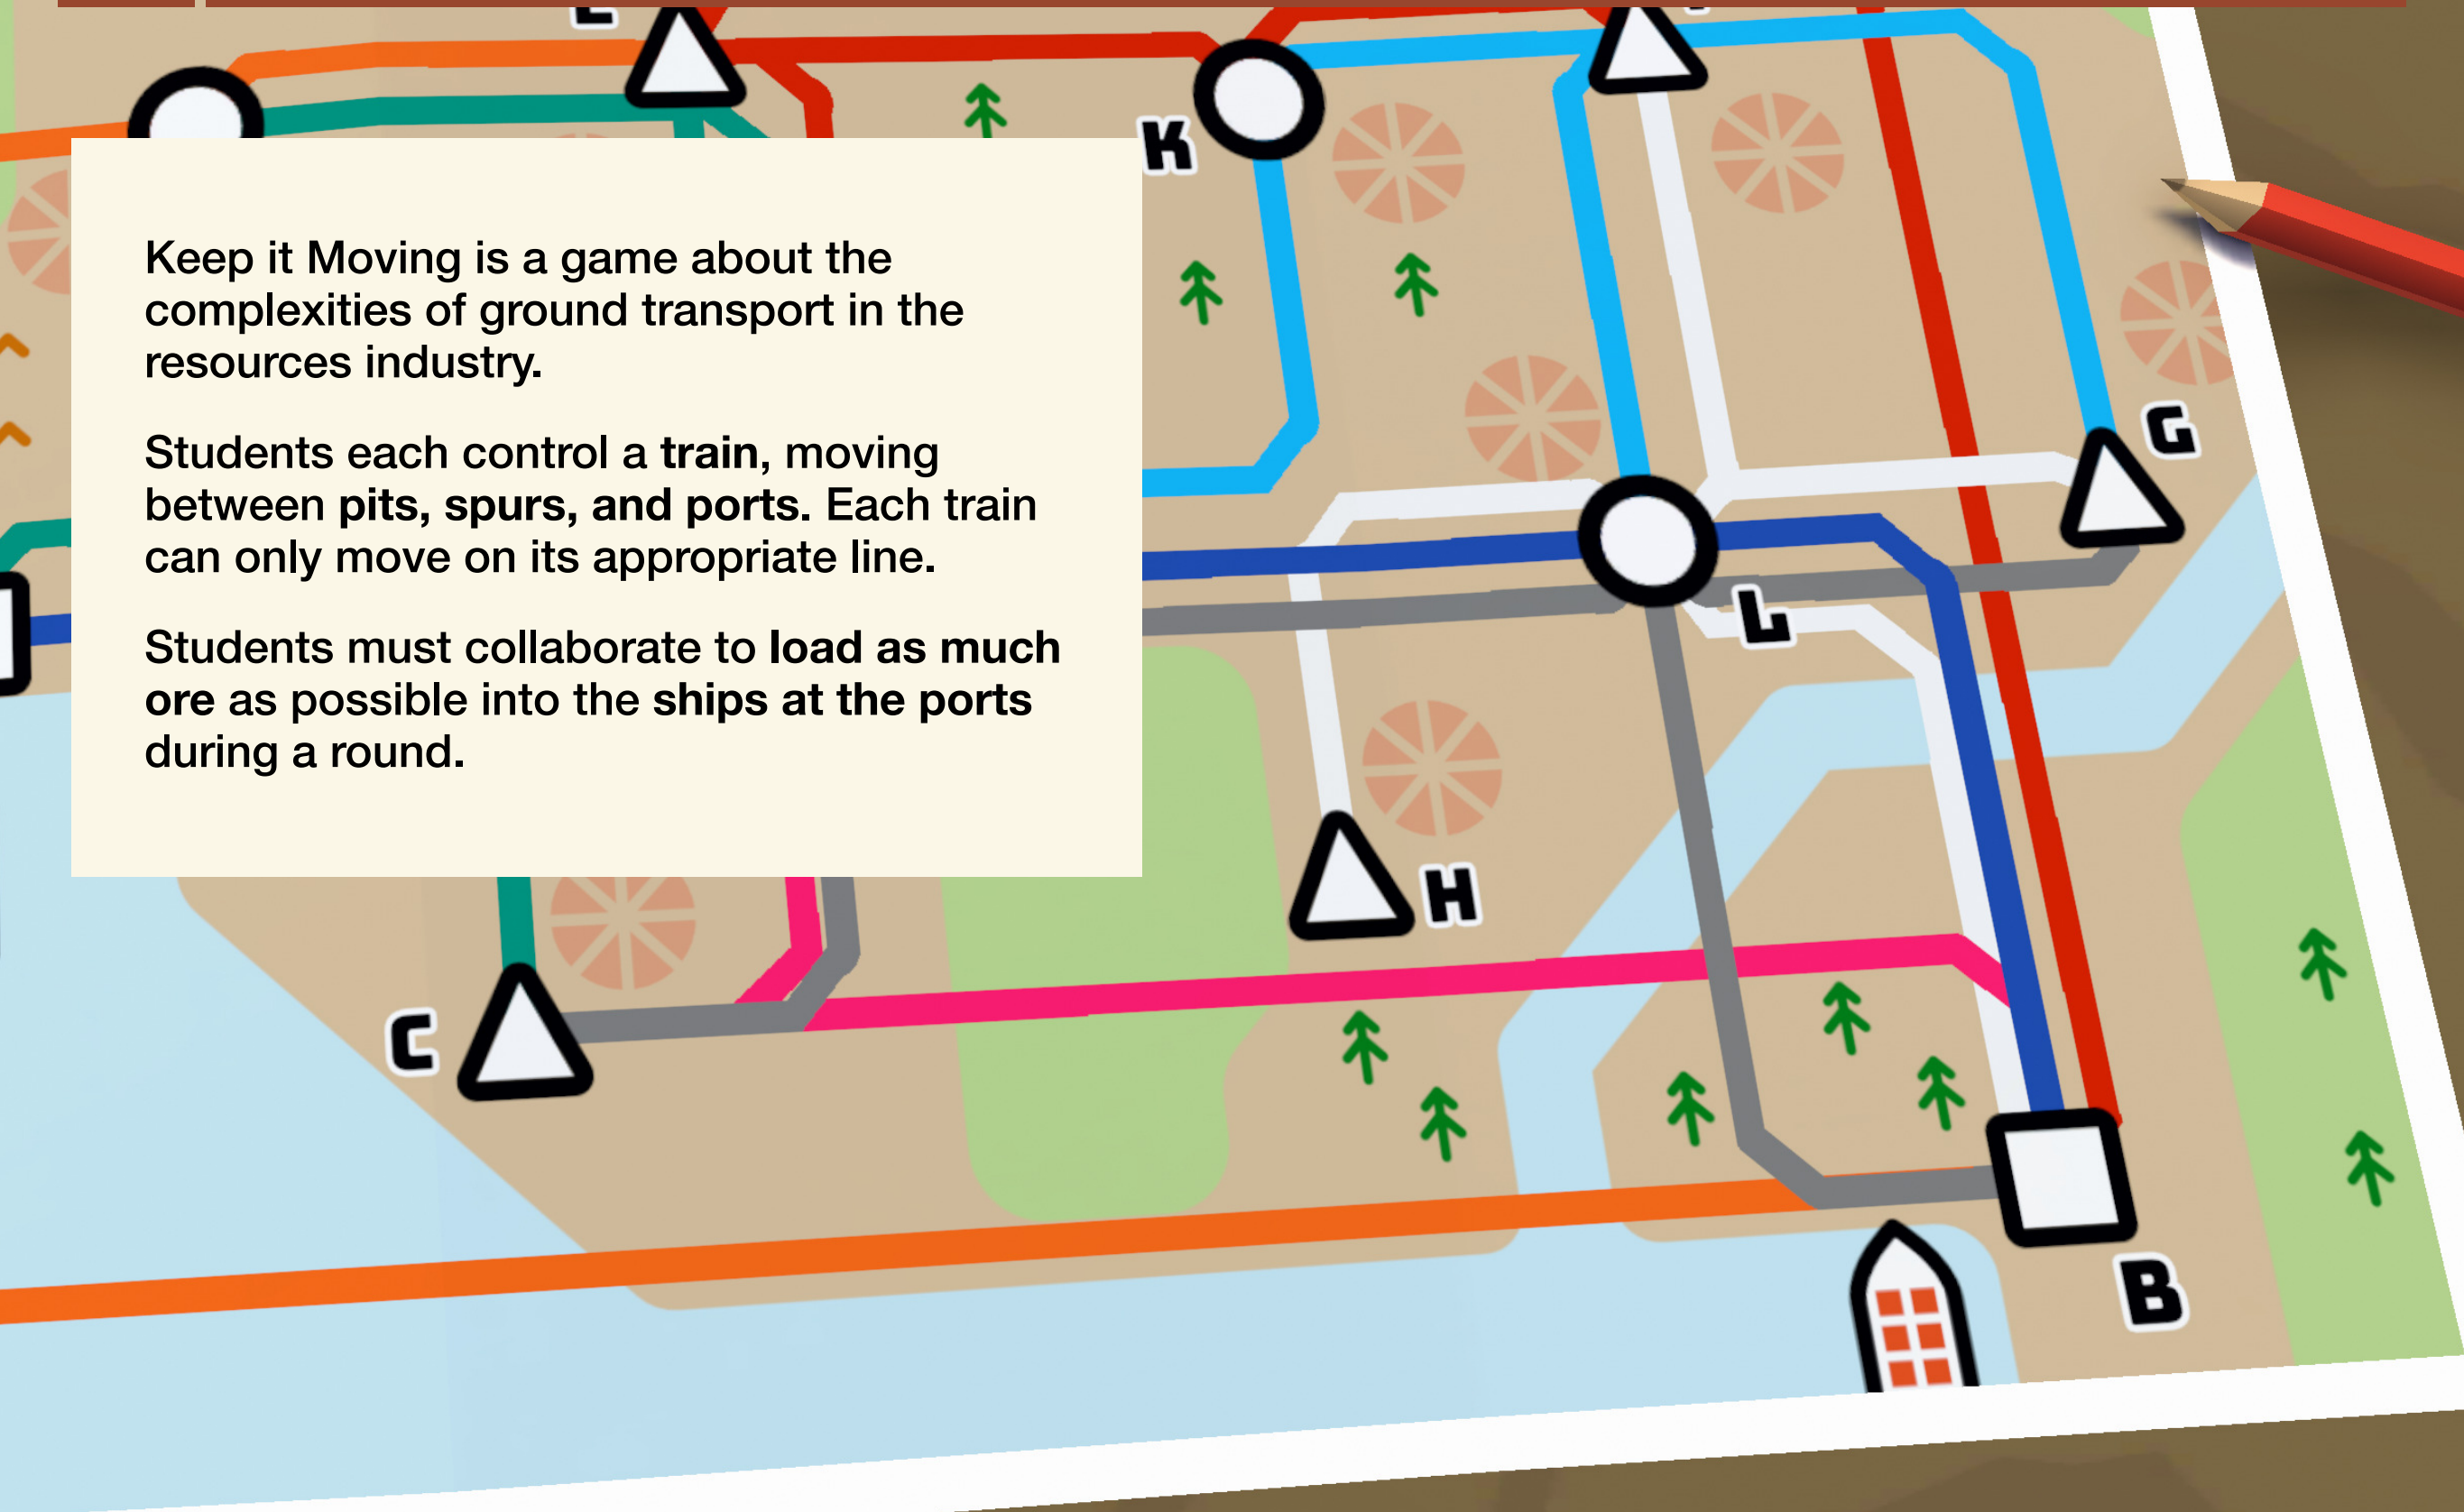 K
Keep it Moving is a game about the
complexities of ground transport in the
resources industry.
Students each control a train, moving
between pits, spurs, and ports. Each train
can only move on its appropriate line.
Students must collaborate to load as much
ore as possible into the ships at the ports
during a round.
G
L
H
C
B